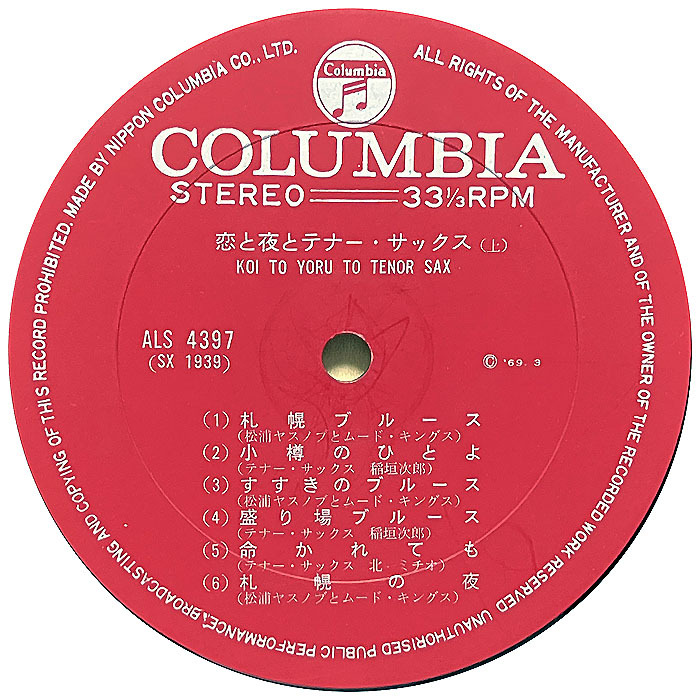 Columbia
COLUMBIA
STEREO 33⅓RPM
恋と夜とテナー・サックス(上)
KOI TO YORU TO TENOR SAX
ALS 4397
(SX 1939)
Ⓒ '69. 3
(1) 札幌ブルース
(松浦ヤスノブとムード・キングス)
(2) 小樽のひとよ
(テナー・サックス 稲垣次郎)
(3) すすきのブルース
(松浦ヤスノブとムード・キングス)
(4) 盛り場ブルース
(テナー・サックス 稲垣次郎)
(5) 命かれても
(テナー・サックス 北 ミチオ)
(6) 札幌の夜
(松浦ヤスノブとムード・キングス)
ALL RIGHTS OF THE MANUFACTURER AND OF THE OWNER OF THE RECORDED WORK RESERVED UNAUTHORISED PUBLIC PERFORMANCE, BROADCASTING AND COPYING OF THIS RECORD PROHIBITED. MADE BY NIPPON COLUMBIA CO., LTD.